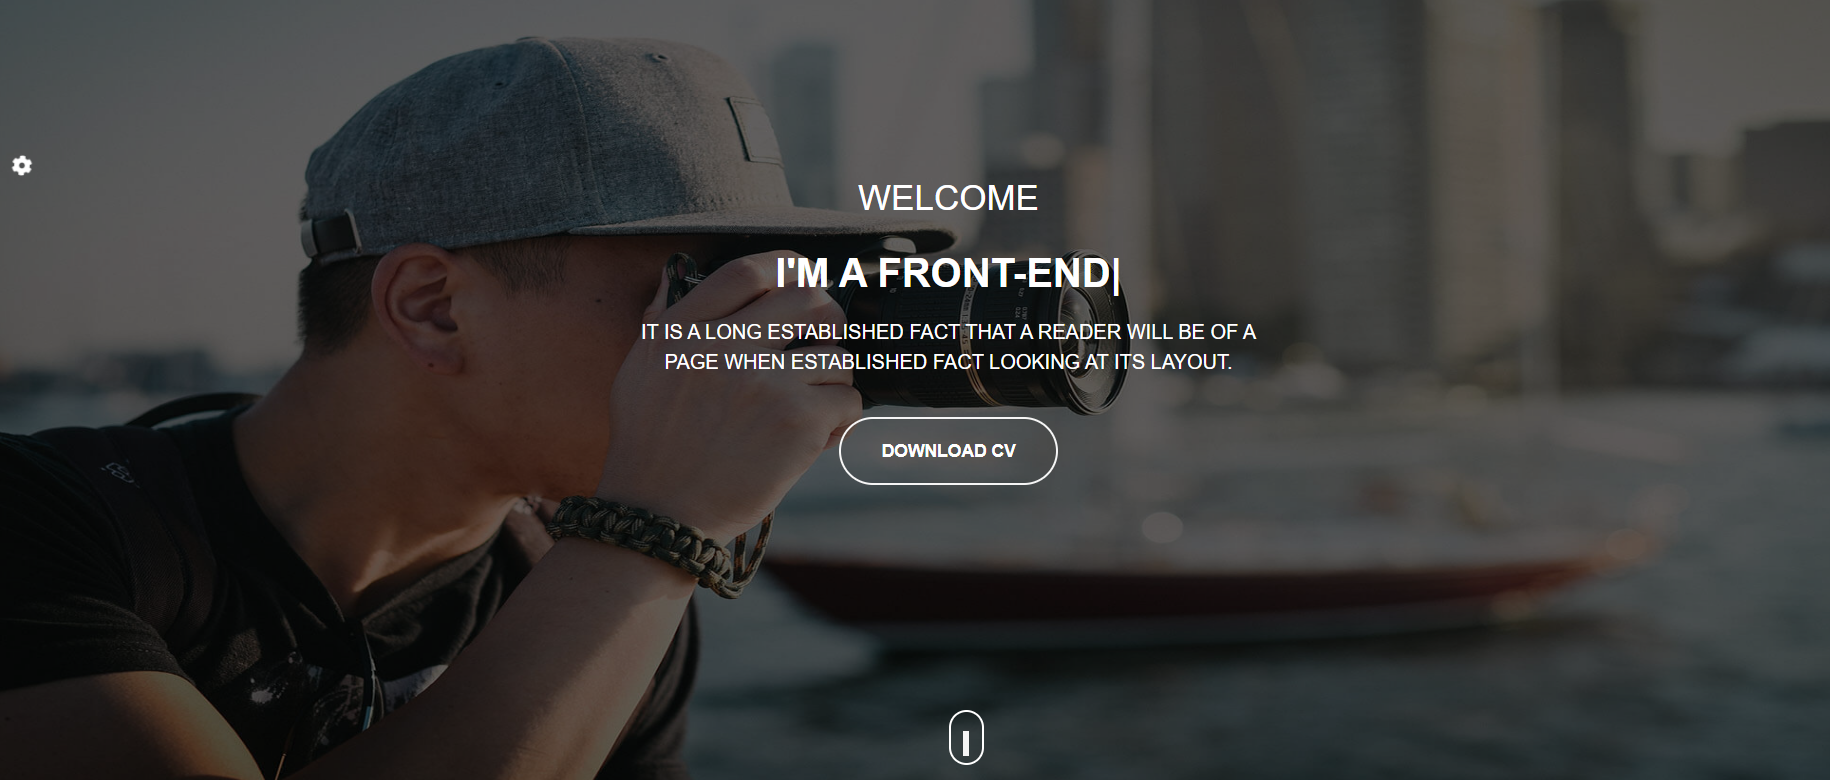 WELCOME
I'M A FRONT-END|
IT IS A LONG ESTABLISHED FACT THAT A READER WILL BE OF A
PAGE WHEN ESTABLISHED FACT LOOKING AT ITS LAYOUT.
DOWNLOAD CV